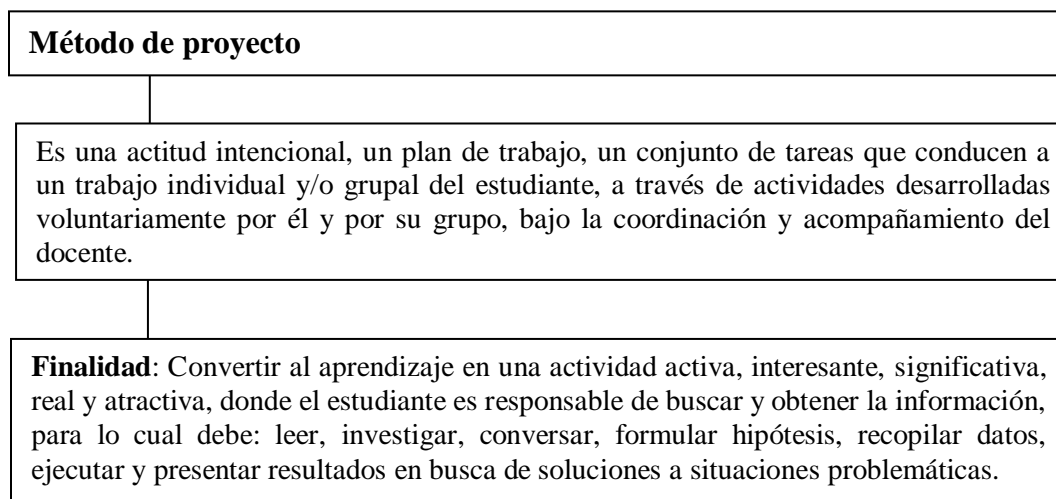 Método de proyecto
Es una actitud intencional, un plan de trabajo, un conjunto de tareas que conducen a
un trabajo individual y/o grupal del estudiante, a través de actividades desarrolladas
voluntariamente por él y por su grupo, bajo la coordinación y acompañamiento del
docente.
Finalidad: Convertir al aprendizaje en una actividad activa, interesante, significativa,
real y atractiva, donde el estudiante es responsable de buscar y obtener la información,
para lo cual debe: leer, investigar, conversar, formular hipótesis, recopilar datos,
ejecutar y presentar resultados en busca de soluciones a situaciones problemáticas.